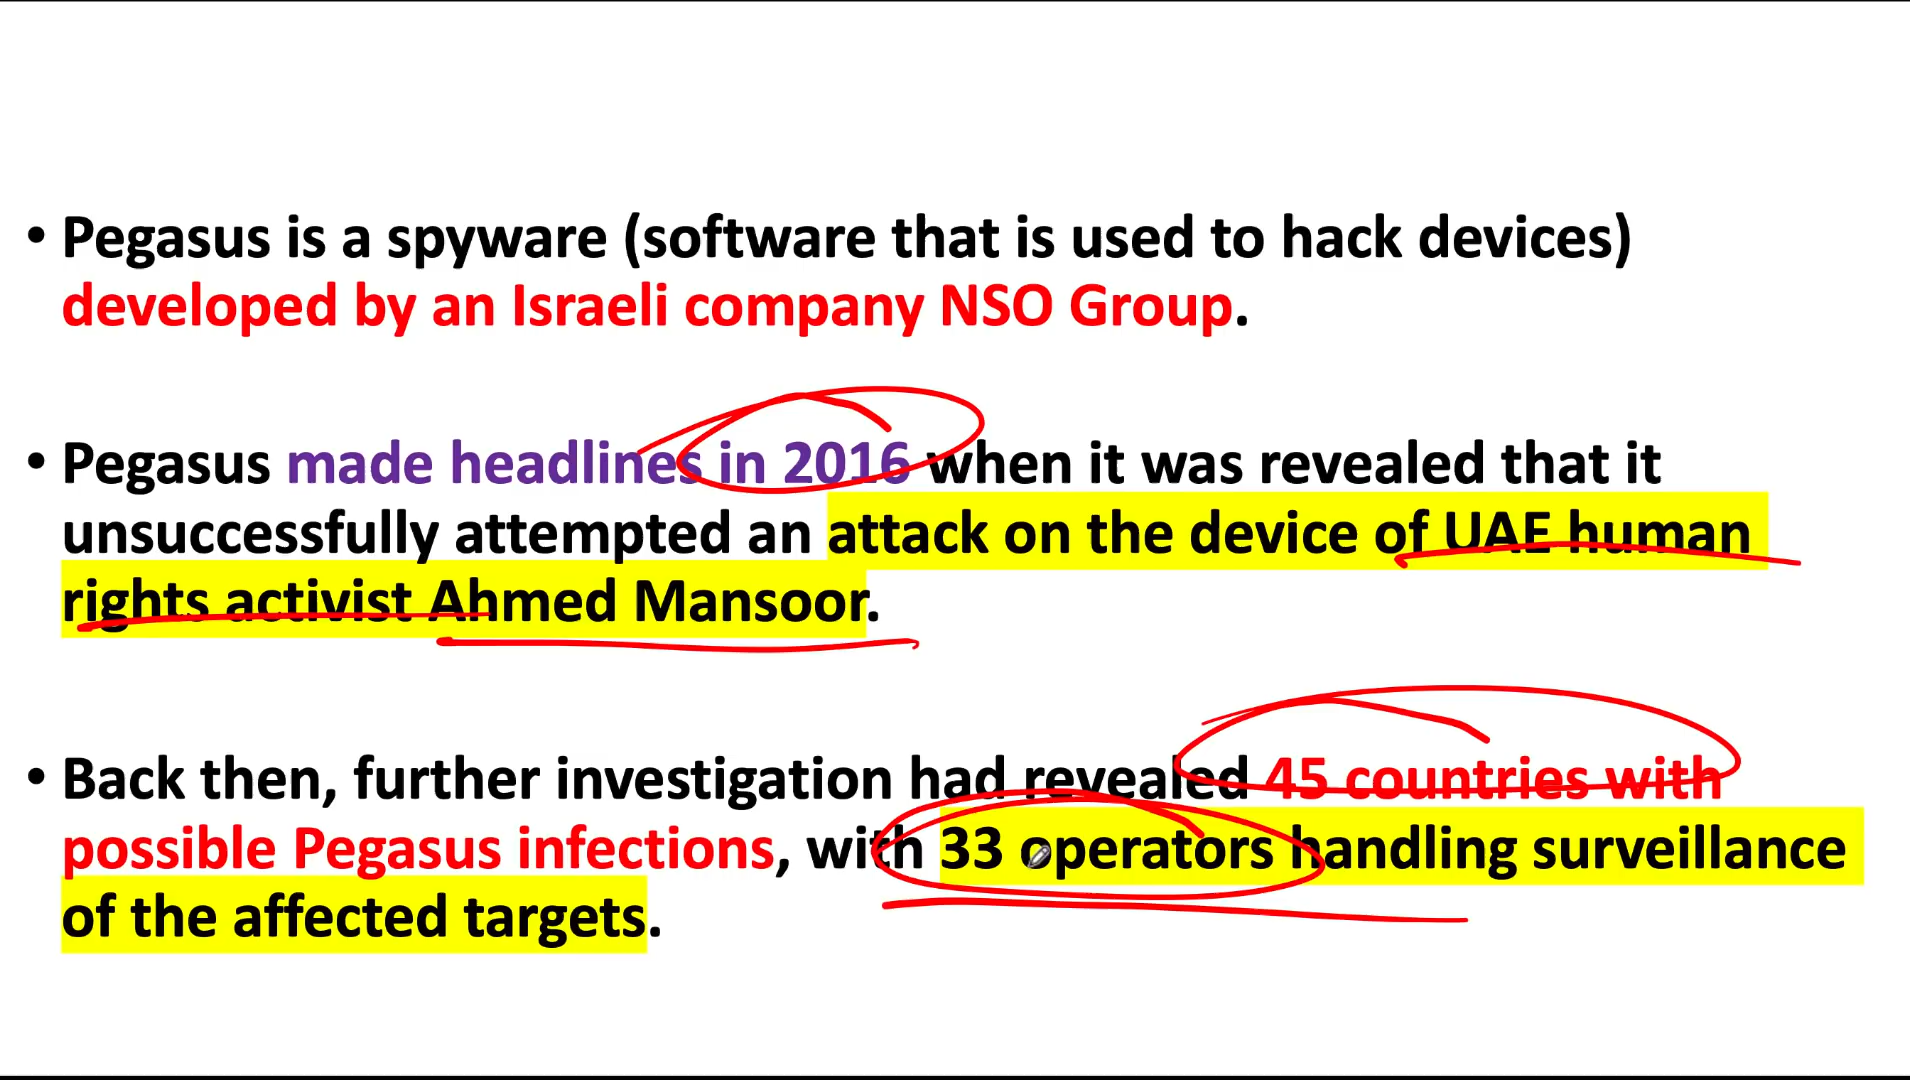 • Pegasus is a spyware (software that is used to hack devices)
developed by an Israeli company NSO Group.
• Pegasus made headlines in 2016 when it was revealed that it
unsuccessfully attempted an attack on the device of UAE human
rights activist Ahmed Mansoor.
• Back then, further investigation had revealed 45 countries with
possible Pegasus infections, with 33 operators handling surveillance
of the affected targets.